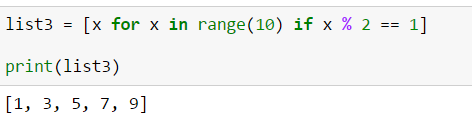 list3 = [x for x in range(10) if x % 2 == 1]
print(list3)
[1, 3, 5, 7, 9]